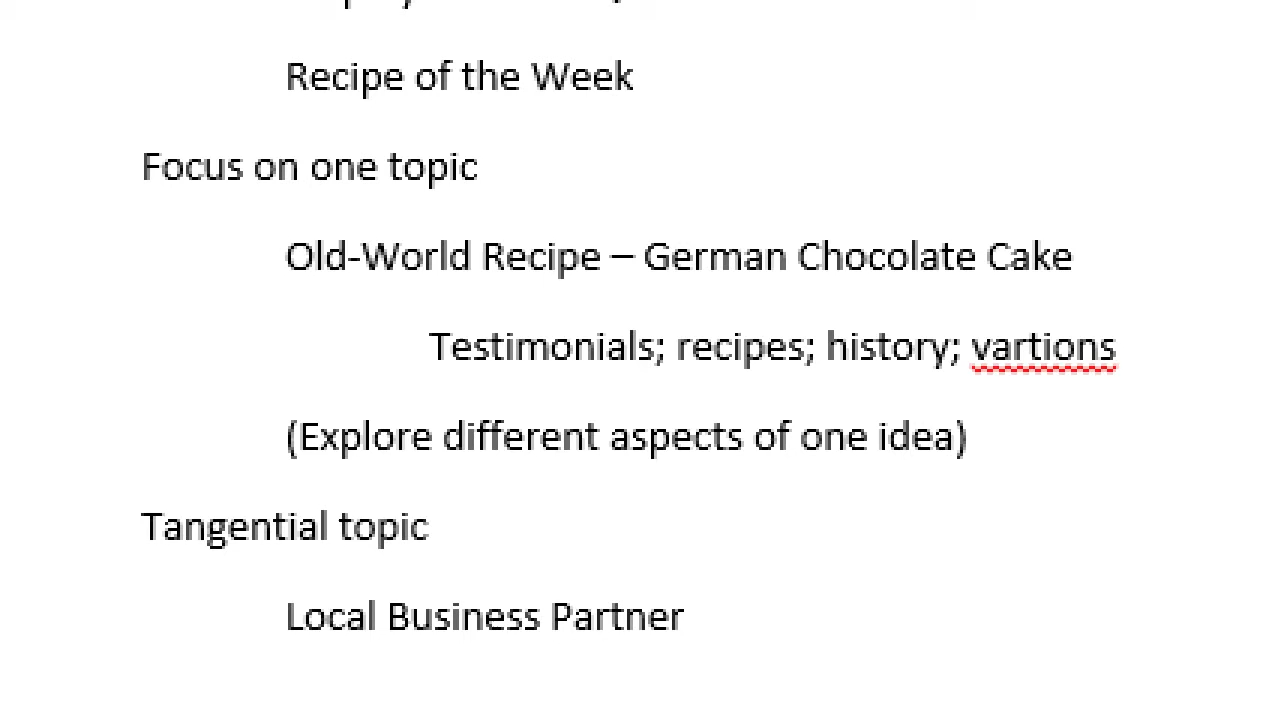 Recipe of the Week
Focus on one topic
Old-World Recipe – German Chocolate Cake
Testimonials; recipes; history; vartions
(Explore different aspects of one idea)
Tangential topic
Local Business Partner